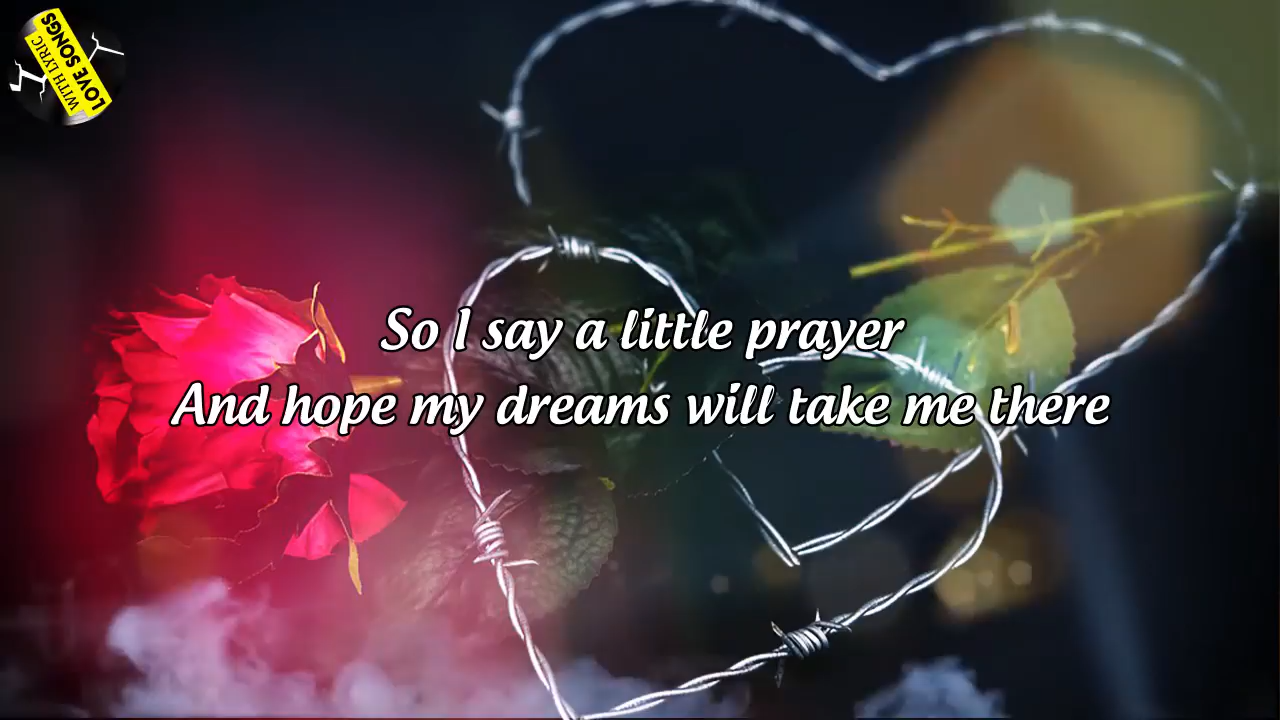 LOVE SONGS
WITH LYRIC
So I say a little prayer
And hope my dreams will take me there